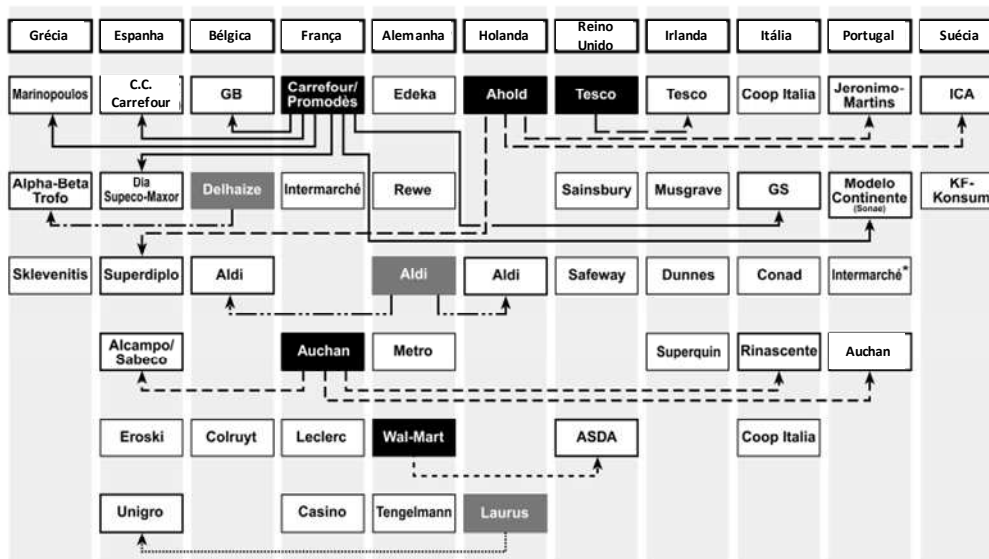 Grécia
Espanha
Bélgica
França
Alemanha
Holanda
Reino
Unido
Irlanda
Itália
Portugal
Suécia
Marinopoulos
C.C.
Carrefour
GB
Carrefour/
Promodès
Edeka
Ahold
Tesco
Tesco
Coop Italia
Jeronimo-
Martins
ICA
Alpha-Beta
Trofo
Dia
Supeco-Maxor
Delhaize
Intermarché
Rewe
Sainsbury
Musgrave
GS
Modelo
Continente
(Sonae)
KF-
Konsum
Sklevenitis
Superdiplo
Aldi
Aldi
Aldi
Safeway
Dunnes
Conad
Intermarché*
Alcampo/
Sabeco
Auchan
Metro
Superquin
Rinascente
Auchan
Eroski
Colruyt
Leclerc
Wal-Mart
ASDA
Coop Italia
Unigro
Casino
Tengelmann
Laurus